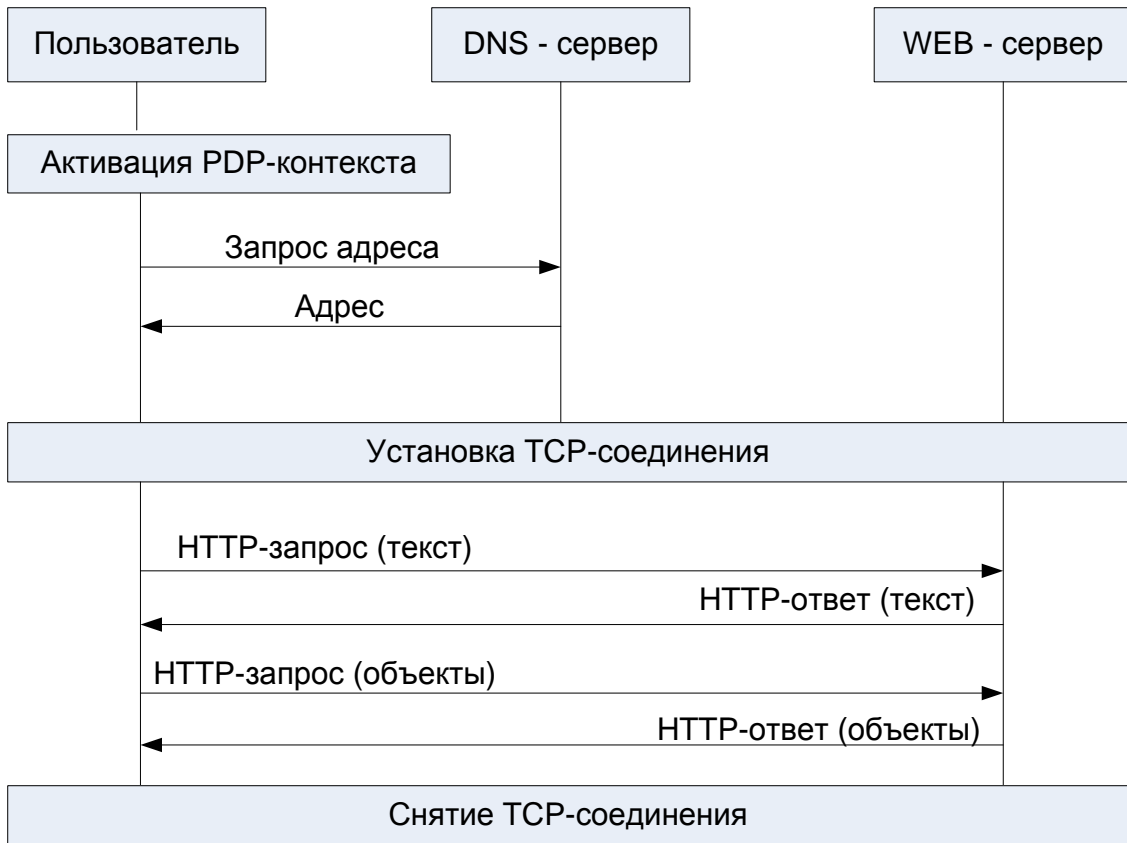 Пользователь
DNS - сервер
WEB - сервер
Активация PDP-контекста
Запрос адреса
Адрес
Установка TCP-соединения
HTTP-запрос (текст)
HTTP-ответ (текст)
HTTP-запрос (объекты)
HTTP-ответ (объекты)
Снятие TCP-соединения